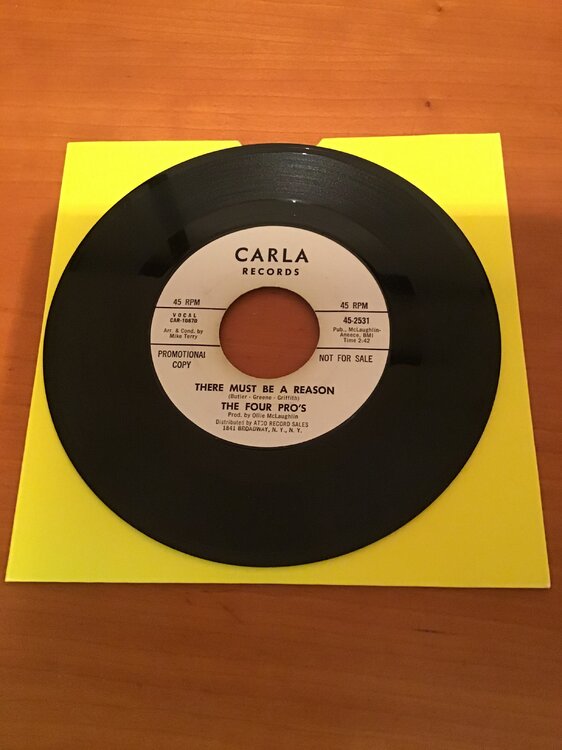 CARLA
RECORDS
45 RPM
45 RPM
VOCAL
CAR-10670
Arr. & Cond. by
Mike Terry
45-2531
Pub., McLaughlin-
Aneece, BMI
Time 2:42
PROMOTIONAL
COPY
NOT FOR SALE
THERE MUST BE A REASON
(Butler - Greene - Griffith)
THE FOUR PRO'S
Prod. by Ollie McLaughlin
Distributed by ATCO RECORD SALES
1841 BROADWAY, N. Y., N. Y.